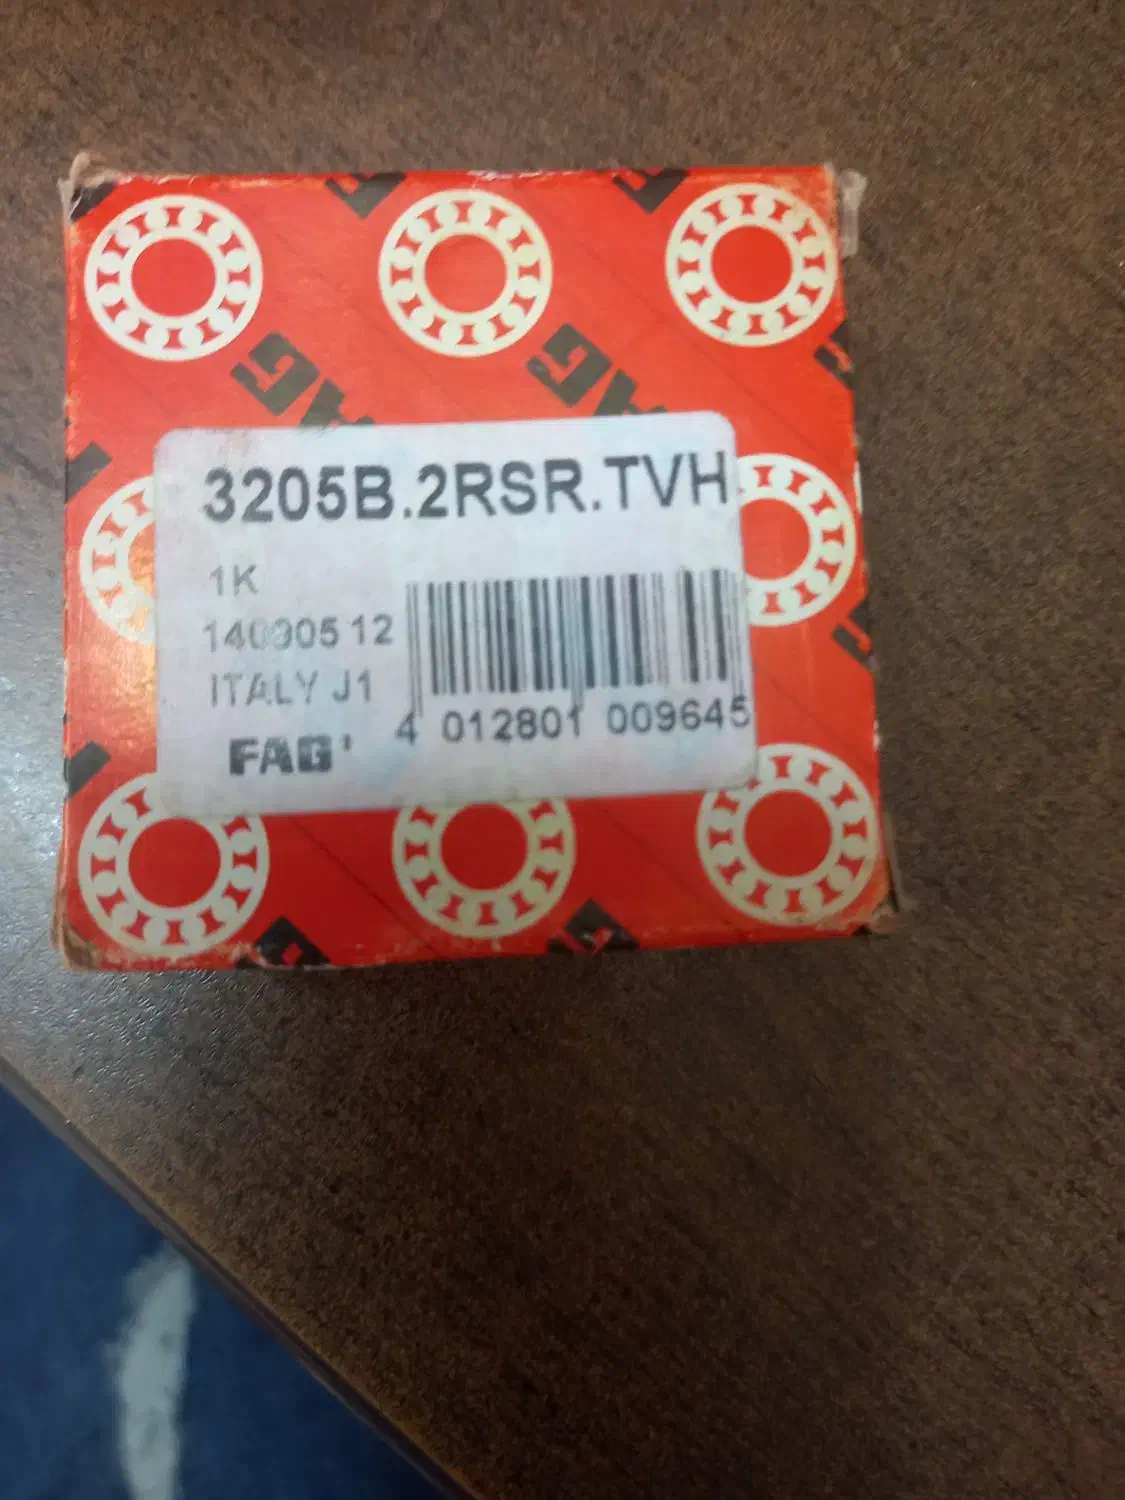 3205B.2RSR.TVH
1K
ITALY J1
FAG
4 012801 009645